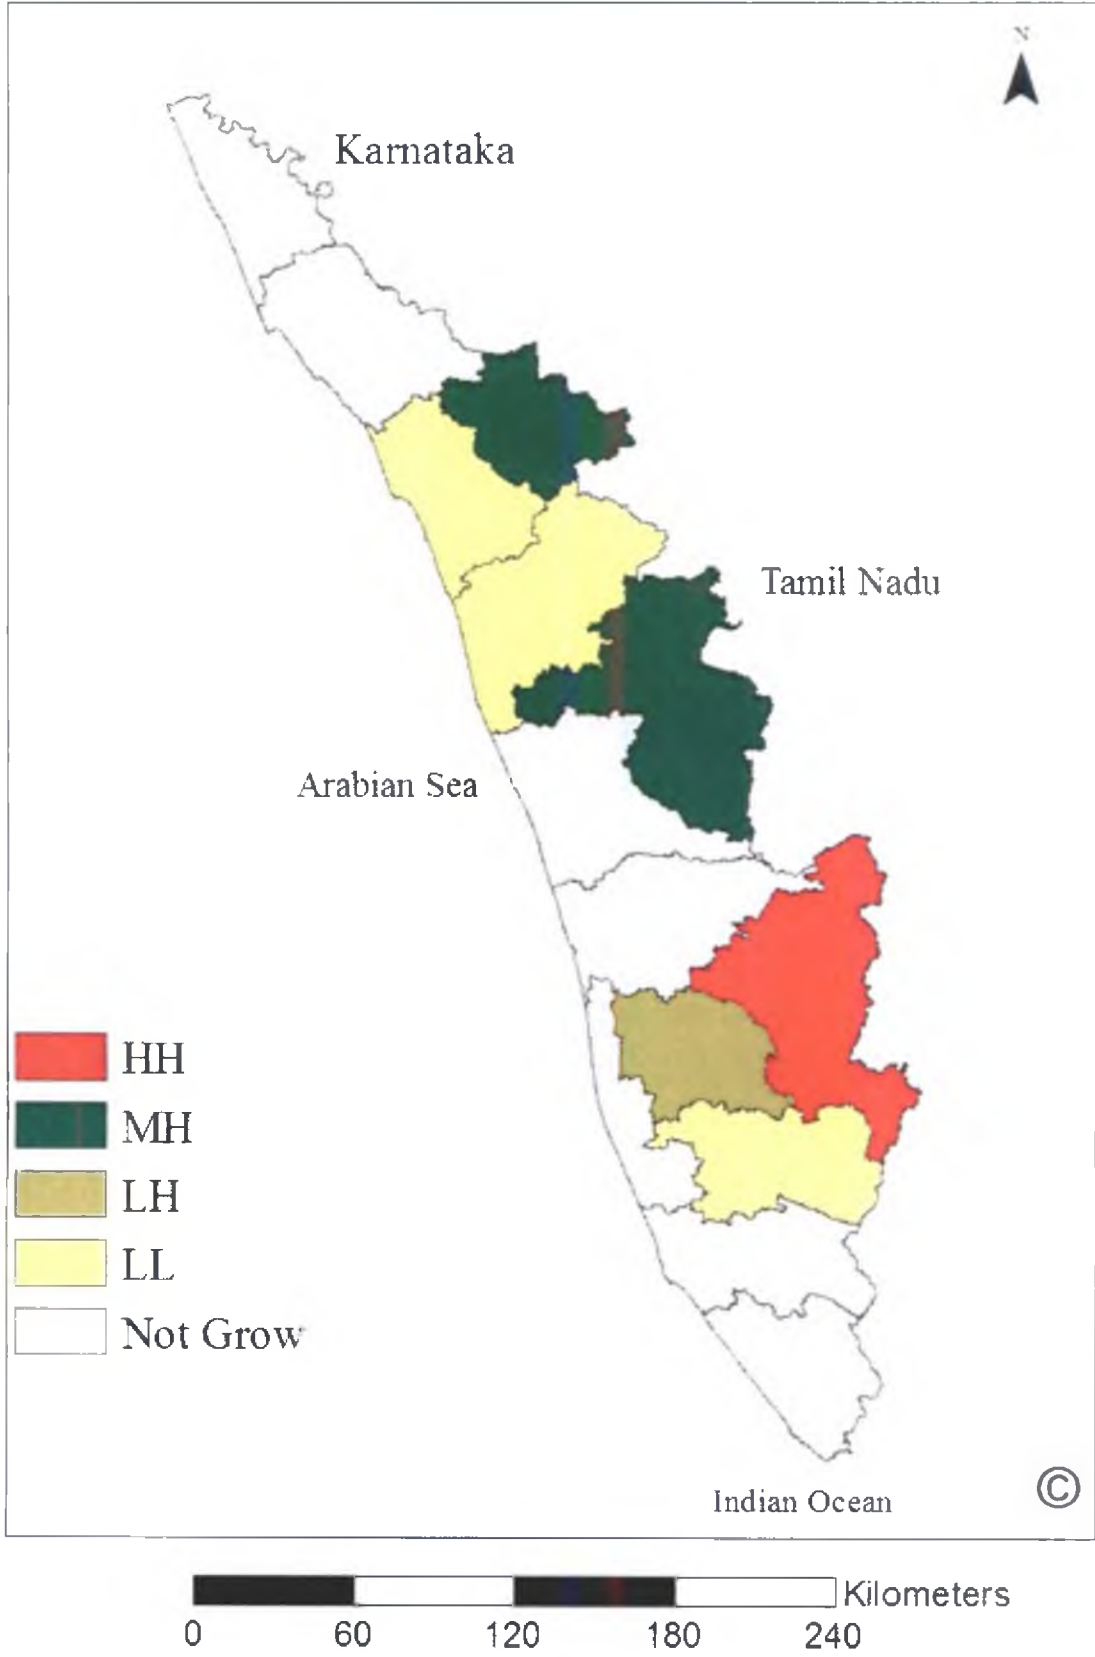 N
Karnataka
Tamil Nadu
Arabian Sea
HH
MH
LH
LL
Not Grow
Indian Ocean
©
Kilometers
0 60 120 180 240